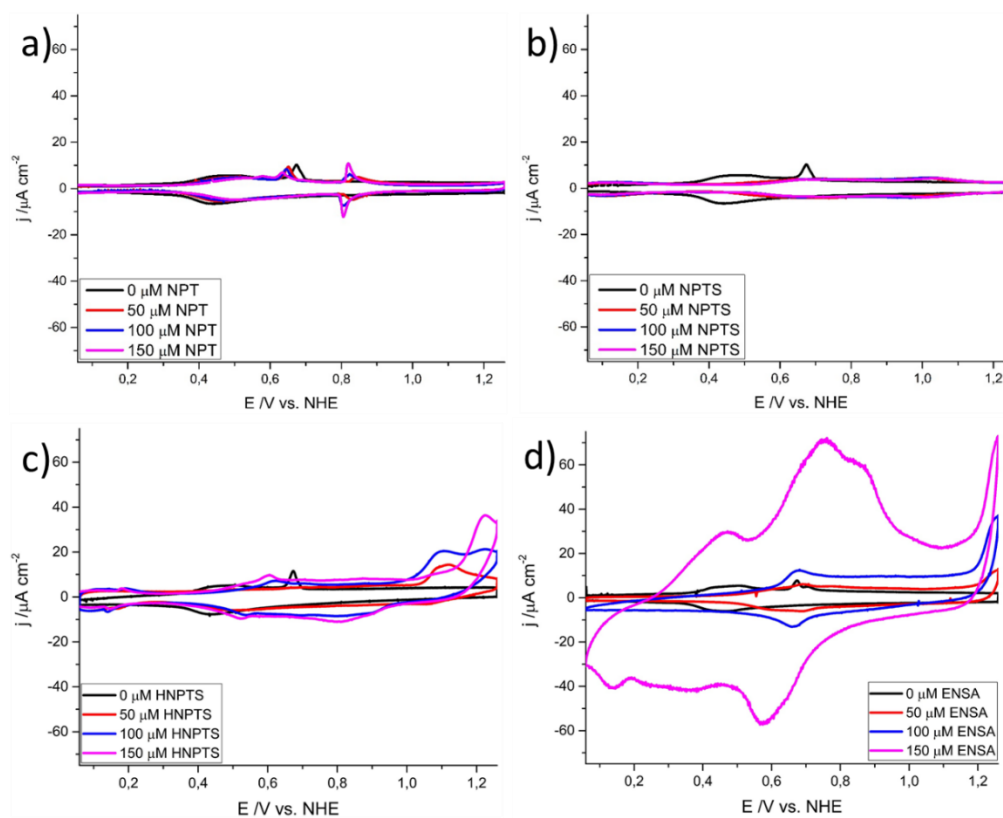 a)
j /μA cm⁻²
60
40
20
0
-20
-40
-60
0 μM NPT
50 μM NPT
100 μM NPT
150 μM NPT
0,2 0,4 0,6 0,8 1,0 1,2
E /V vs. NHE
b)
j /μA cm⁻²
60
40
20
0
-20
-40
-60
0 μM NPTS
50 μM NPTS
100 μM NPTS
150 μM NPTS
0,2 0,4 0,6 0,8 1,0 1,2
E /V vs. NHE
c)
j /μA cm⁻²
60
40
20
0
-20
-40
-60
0 μM HNPTS
50 μM HNPTS
100 μM HNPTS
150 μM HNPTS
0,2 0,4 0,6 0,8 1,0 1,2
E /V vs. NHE
d)
j /μA cm⁻²
60
40
20
0
-20
-40
-60
0 μM ENSA
50 μM ENSA
100 μM ENSA
150 μM ENSA
0,2 0,4 0,6 0,8 1,0 1,2
E /V vs. NHE